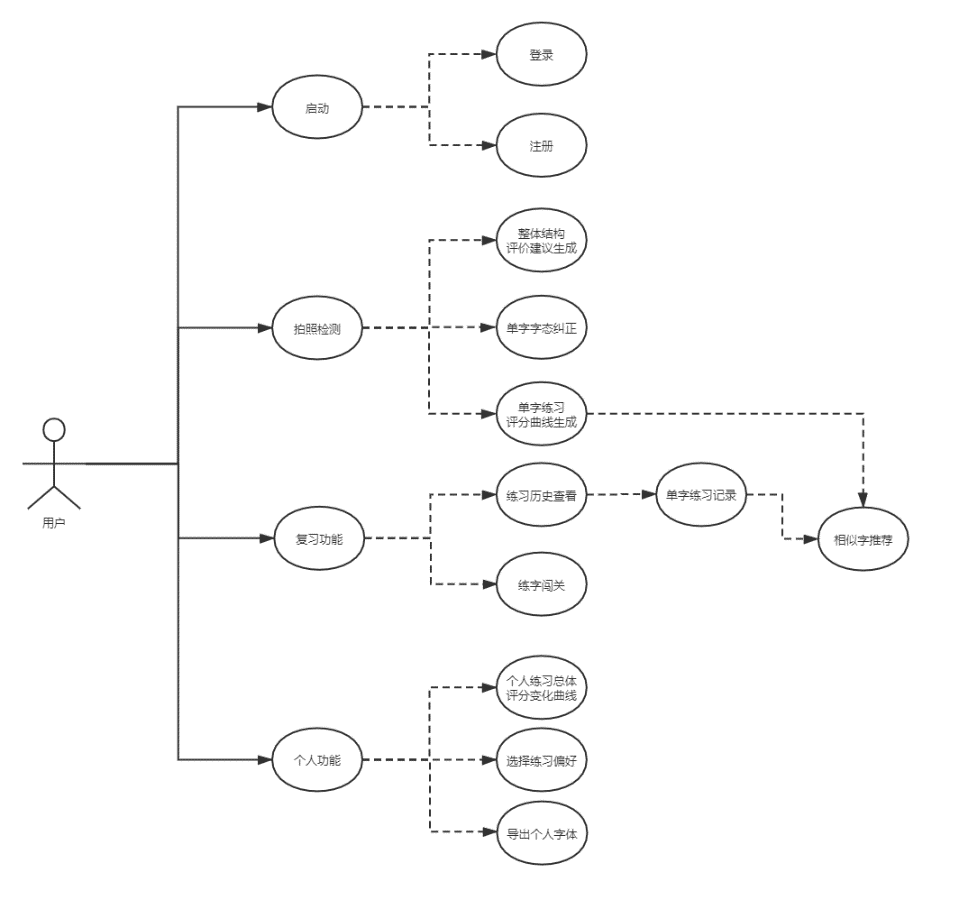 登录
启动
注册
整体结构
评价建议生成
拍照检测
单字字态纠正
单字练习
评分曲线生成
用户
练习历史查看
单字练习记录
复习功能
相似字推荐
练字闯关
个人练习总体
评分变化曲线
个人功能
选择练习偏好
导出个人字体